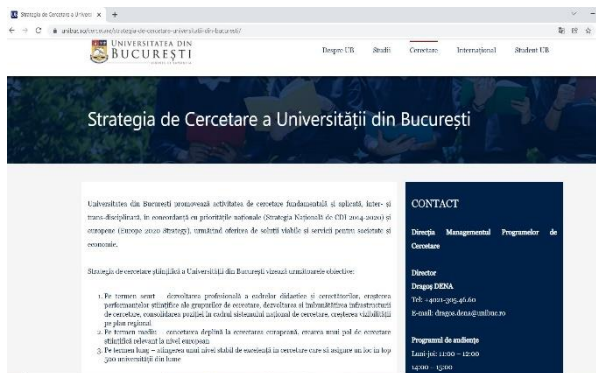 Strategia de Cercetare a Univers
unibuc.ro/cercetare/strategia-de-cercetare-universitatii-din-bucuresti/
UNIVERSITATEA DIN
BUCUREȘTI
Despre UB
Studii
Cercetare
Internațional
Student UB
Strategia de Cercetare a Universității din București
Universitatea din București promovează activitatea de cercetare fundamentală și aplicată, inter- și
trans-disciplinară, în concordanță cu prioritățile naționale (Strategia Națională de CDI 2014-2020) și
europene (Europe 2020 Strategy), urmărind oferirea de soluții viabile și servicii pentru societate și
economie.
Strategia de cercetare științifică a Universității din București vizează următoarele obiective:
1. Pe termen scurt – dezvoltarea profesională a cadrelor didactice și cercetătorilor, creșterea
performanțelor științifice ale grupurilor de cercetare, dezvoltarea și îmbunătățirea infrastructurii
de cercetare, consolidarea poziției în cadrul sistemului național de cercetare, creșterea vizibilității
pe plan regional
2. Pe termen mediu – conectarea deplină la cercetarea europeană, crearea unui pol de cercetare
științifică relevant la nivel european
3. Pe termen lung – atingerea unui nivel stabil de excelență în cercetare care să asigure un loc în top
500 universități din lume
CONTACT
Direcția Managementul Programelor de
Cercetare
Director
Dragoș DENA
Tel: +4021-305.46.60
E-mail: dragos.dena@unibuc.ro
Programul de audiențe
Luni-joi: 11:00 – 12:00
14:00 – 15:00